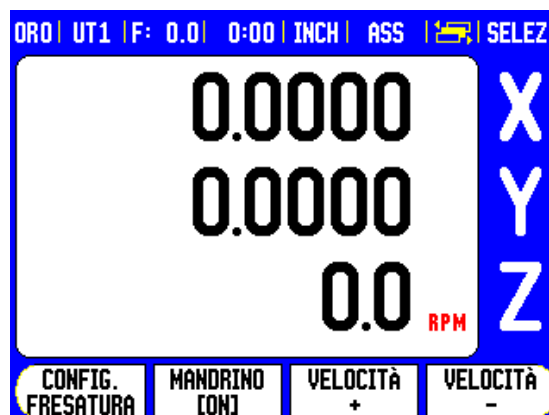 ORO| UT1 |F: 0.0| 0:00| INCH| ASS | |SELEZ
0.0000 X
0.0000 Y
0.0 RPM Z
CONFIG. FRESATURA
MANDRINO [ON]
VELOCITÀ +
VELOCITÀ -